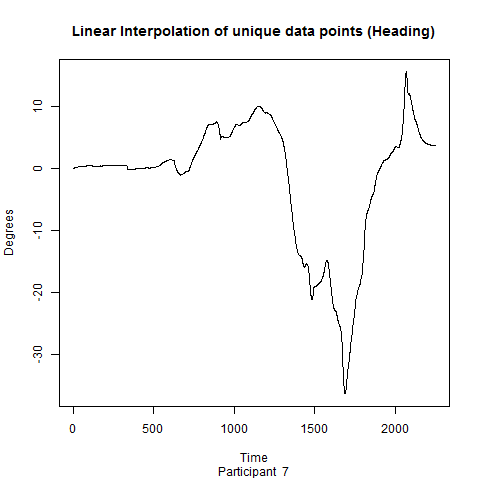 Linear Interpolation of unique data points (Heading)
Degrees
10
0
-10
-20
-30
0 500 1000 1500 2000
Time
Participant 7